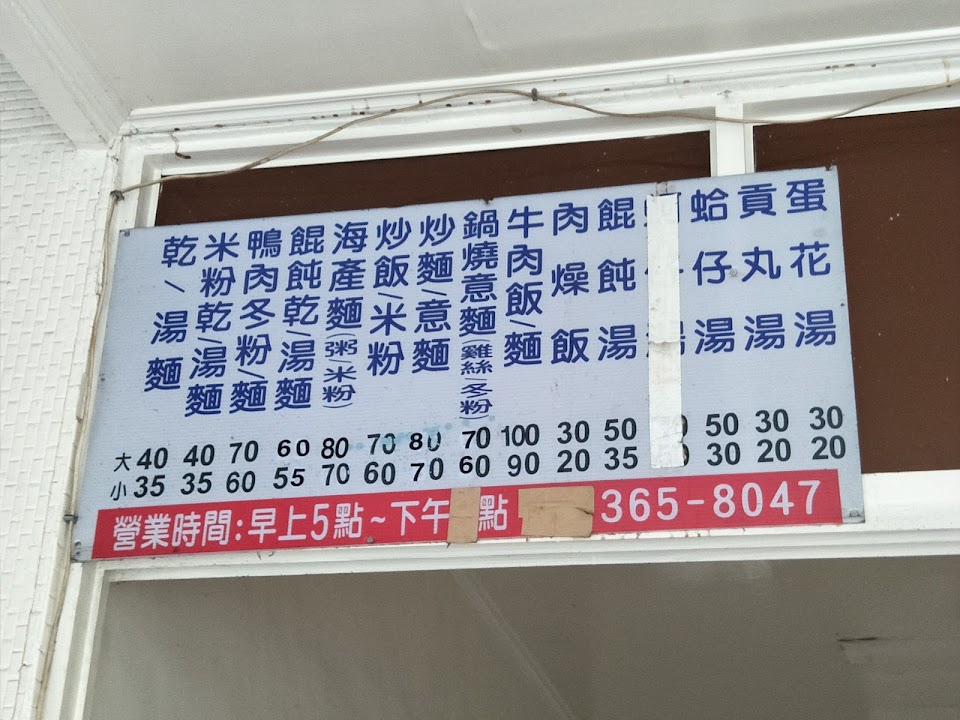 乾/湯麵
米粉乾/湯麵
鴨肉冬粉/麵
餛飩乾/湯麵
海產麵(粥/米粉)
炒飯/米粉
炒麵/意麵
鍋燒意麵(雞絲/冬粉)
牛肉飯/麵
肉燥飯
餛飩湯
蛤仔湯
貢丸湯
蛋花湯
大 40 40 70 60 80 70 80 70 100 30 50 50 30 30
小 35 35 60 55 70 60 70 60 90 20 35 30 20 20
營業時間:早上5點~下午 點 365-8047